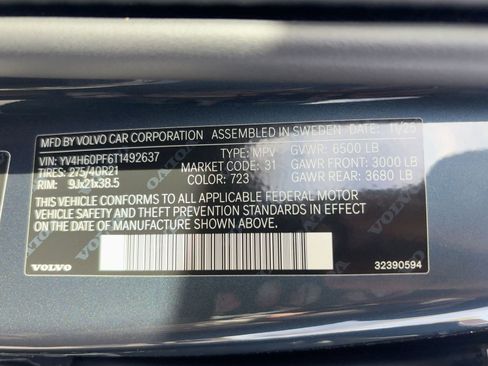 MFD BY VOLVO CAR CORPORATION ASSEMBLED IN SWEDEN 11/25
VIN: YV4H60PF6T1492637 TYPE: MPV GVWR: 6500 LB
TIRES: 275/40R21 MARKET CODE: 31 GAWR FRONT: 3000 LB
RIM: 9Jx21x38.5 COLOR: 723 GAWR REAR: 3680 LB
THIS VEHICLE CONFORMS TO ALL APPLICABLE FEDERAL MOTOR
VEHICLE SAFETY AND THEFT PREVENTION STANDARDS IN EFFECT
ON THE DATE OF MANUFACTURE SHOWN ABOVE.
VOLVO 32390594